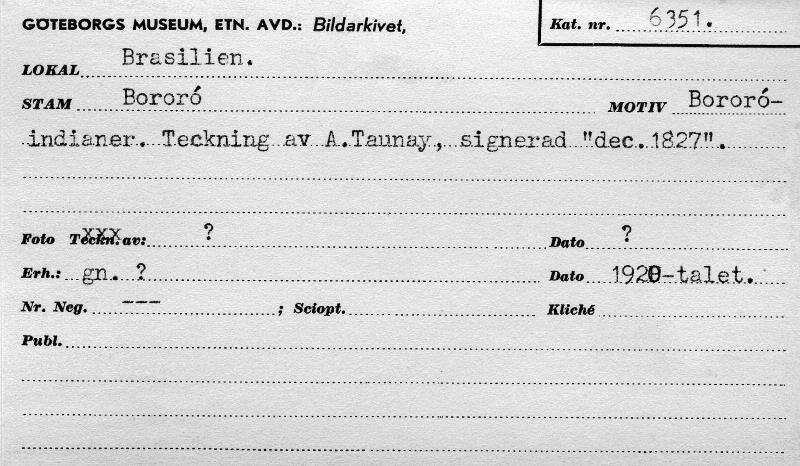 GÖTEBORGS MUSEUM, ETN. AVD.: Bildarkivet, Kat. nr. 6351.
LOKAL Brasilien.
STAM Bororó MOTIV Bororó-
indianer. Teckning av A.Taunay, signerad "dec.1827".
Foto Teckn. av: ? Dato ?
Erh.: gn. ? Dato 1920-talet.
Nr. Neg. --- ; Sciopt. Kliché
Publ.